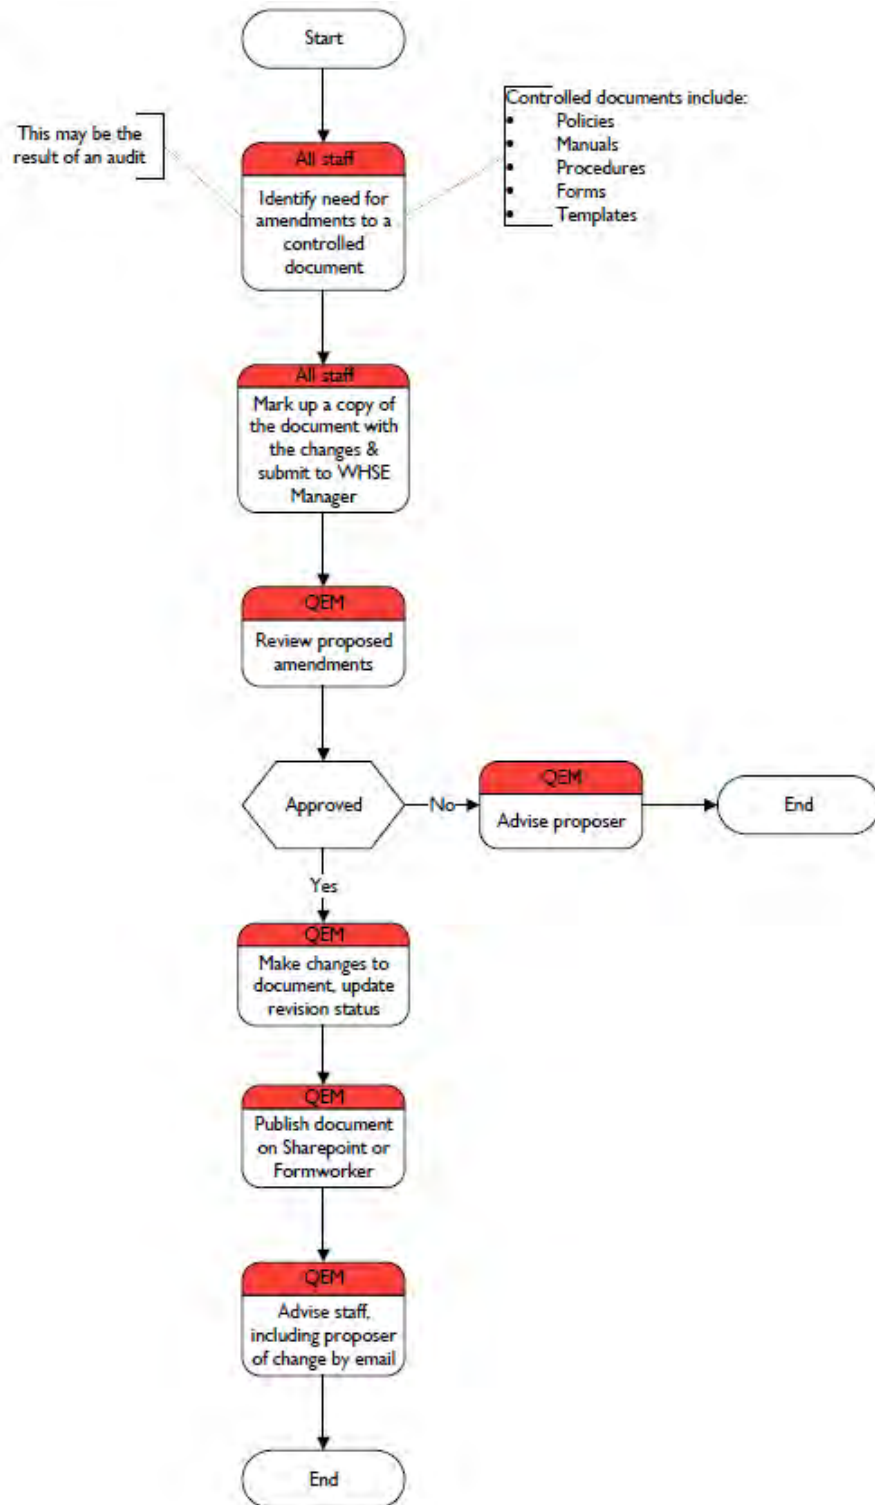 Start
This may be the
result of an audit
Controlled documents include:
• Policies
• Manuals
• Procedures
• Forms
• Templates
All staff
Identify need for
amendments to a
controlled
document
All staff
Mark up a copy of
the document with
the changes &
submit to WHSE
Manager
QEM
Review proposed
amendments
Approved
No
QEM
Advise proposer
End
Yes
QEM
Make changes to
document, update
revision status
QEM
Publish document
on Sharepoint or
Formworker
QEM
Advise staff,
including proposer
of change by email
End